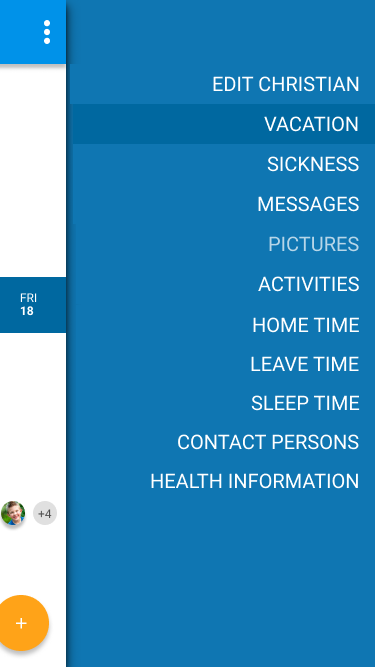 EDIT CHRISTIAN
VACATION
SICKNESS
MESSAGES
PICTURES
ACTIVITIES
HOME TIME
LEAVE TIME
SLEEP TIME
CONTACT PERSONS
HEALTH INFORMATION
FRI
18
+4
+